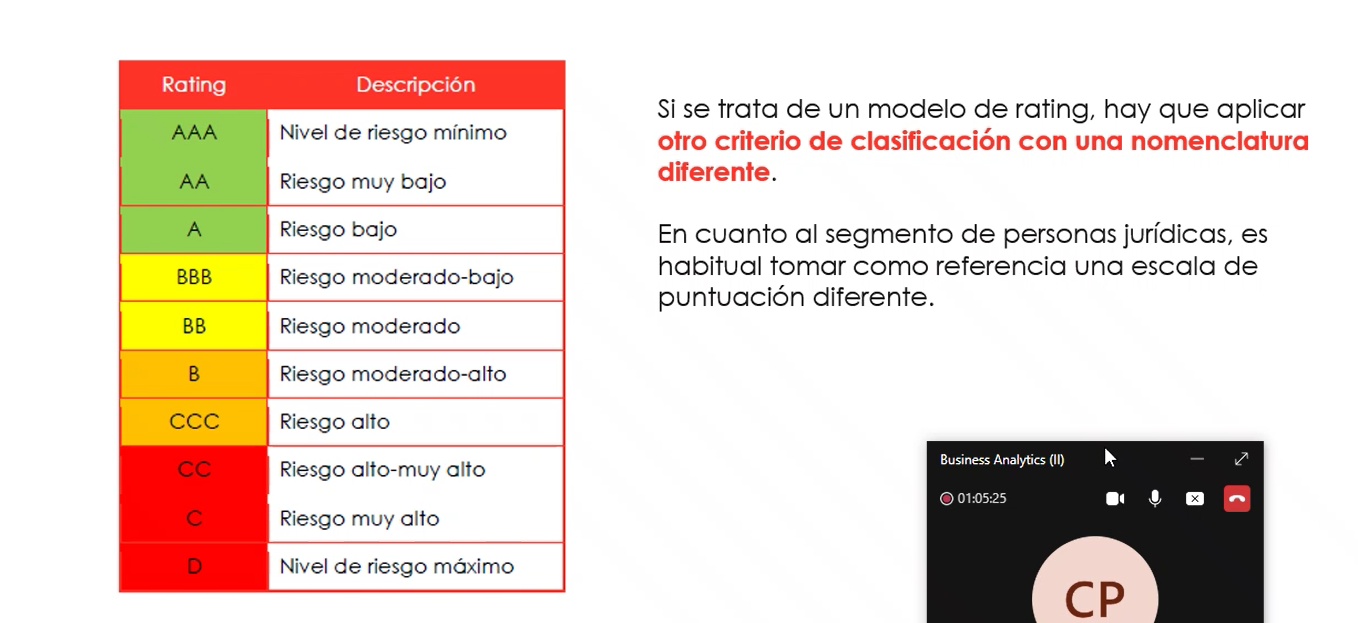 Rating Descripción
AAA Nivel de riesgo mínimo
AA Riesgo muy bajo
A Riesgo bajo
BBB Riesgo moderado-bajo
BB Riesgo moderado
B Riesgo moderado-alto
CCC Riesgo alto
CC Riesgo alto-muy alto
C Riesgo muy alto
D Nivel de riesgo máximo
Si se trata de un modelo de rating, hay que aplicar
otro criterio de clasificación con una nomenclatura
diferente.
En cuanto al segmento de personas jurídicas, es
habitual tomar como referencia una escala de
puntuación diferente.
Business Analytics (II)
01:05:25
CP